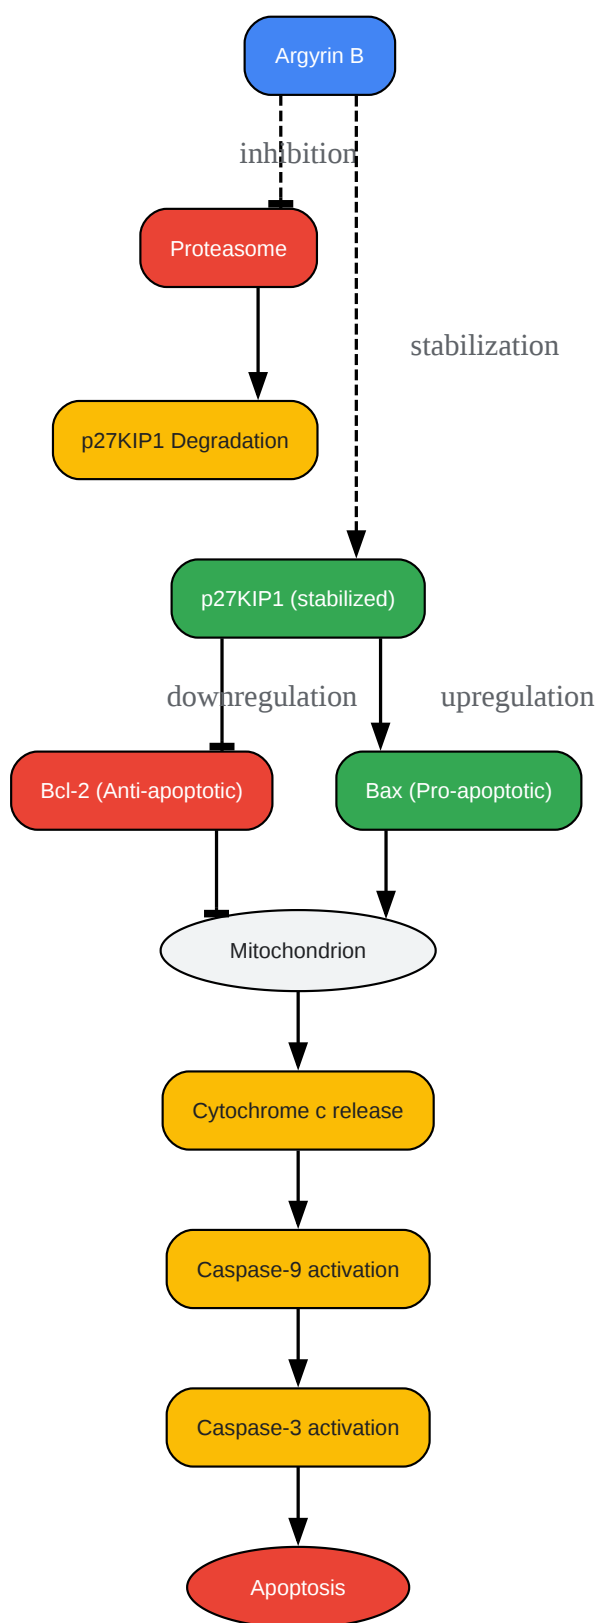 Argyrin B
inhibition
Proteasome
stabilization
p27KIP1 Degradation
p27KIP1 (stabilized)
downregulation
upregulation
Bcl-2 (Anti-apoptotic)
Bax (Pro-apoptotic)
Mitochondrion
Cytochrome c release
Caspase-9 activation
Caspase-3 activation
Apoptosis